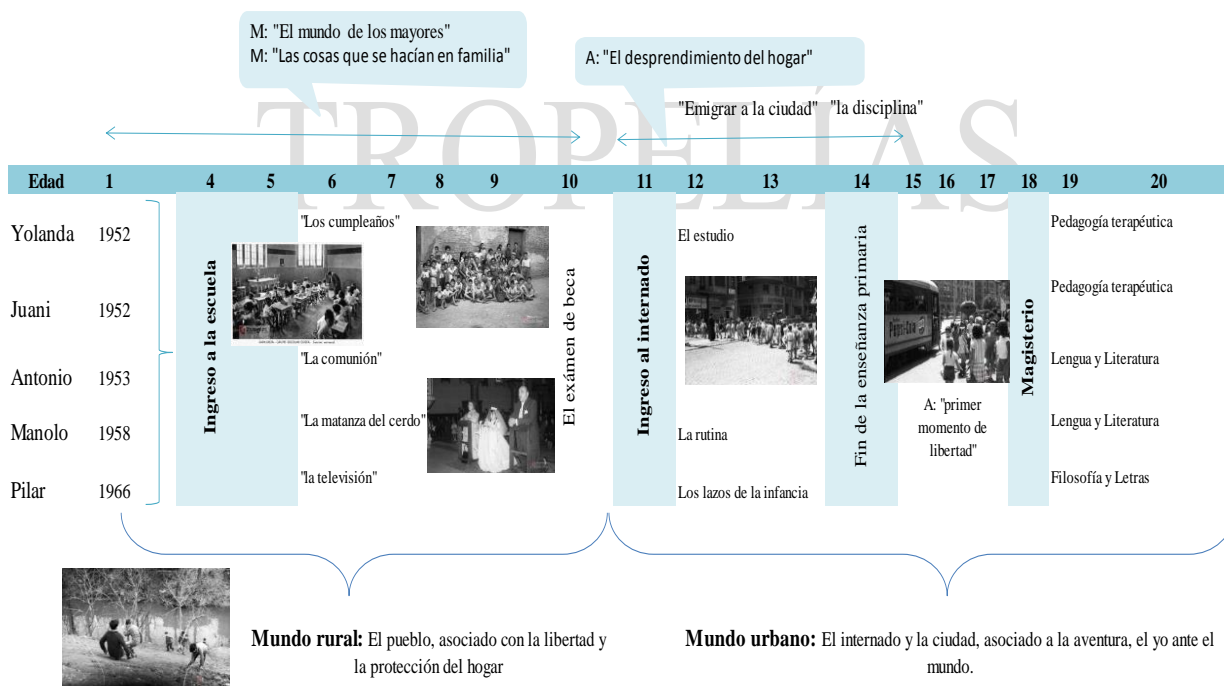 M: "El mundo de los mayores"
M: "Las cosas que se hacían en familia"
A: "El desprendimiento del hogar"
"Emigrar a la ciudad" "la disciplina"
TROPELÍAS
Edad 1 4 5 6 7 8 9 10 11 12 13 14 15 16 17 18 19 20
Yolanda 1952
Juani 1952
Antonio 1953
Manolo 1958
Pilar 1966
Ingreso a la escuela
"Los cumpleaños"
"La comunión"
"La matanza del cerdo"
"la televisión"
El exámen de beca
Ingreso al internado
El estudio
La rutina
Los lazos de la infancia
Fin de la enseñanza primaria
A: "primer
momento de
libertad"
Magisterio
Pedagogía terapéutica
Pedagogía terapéutica
Lengua y Literatura
Lengua y Literatura
Filosofía y Letras
Mundo rural: El pueblo, asociado con la libertad y
la protección del hogar
Mundo urbano: El internado y la ciudad, asociado a la aventura, el yo ante el
mundo.